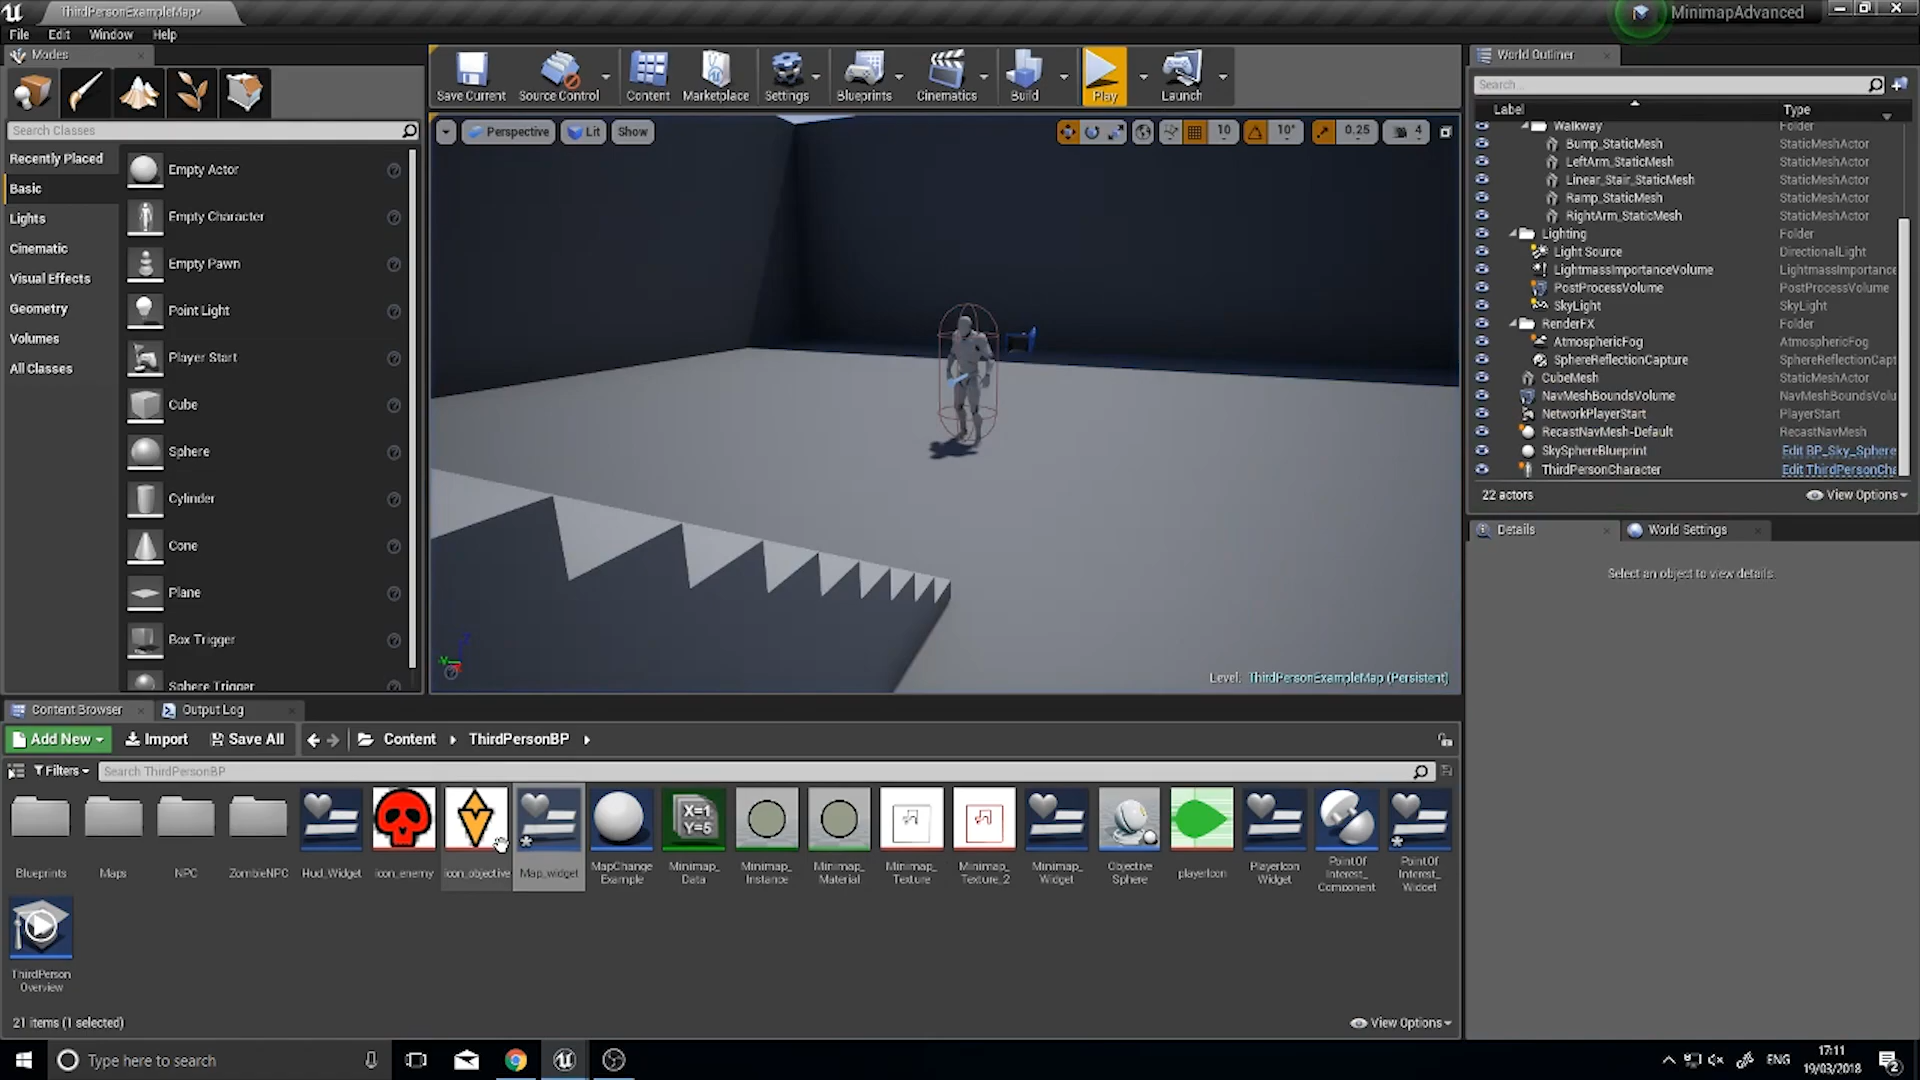 ThirdPersonExampleMap*
MinimapAdvanced
File Edit Window Help
Modes
Search Classes
Recently Placed
Basic
Lights
Cinematic
Visual Effects
Geometry
Volumes
All Classes
Empty Actor
Empty Character
Empty Pawn
Point Light
Player Start
Cube
Sphere
Cylinder
Cone
Plane
Box Trigger
Sphere Trigger
Save Current Source Control Content Marketplace Settings Blueprints Cinematics Build Play Launch
Perspective Lit Show
10 10° 0.25 4
Level: ThirdPersonExampleMap (Persistent)
World Outliner
Search...
Label Type
Walkway Folder
Bump_StaticMesh StaticMeshActor
LeftArm_StaticMesh StaticMeshActor
Linear_Stair_StaticMesh StaticMeshActor
Ramp_StaticMesh StaticMeshActor
RightArm_StaticMesh StaticMeshActor
Lighting Folder
Light Source DirectionalLight
LightmassImportanceVolume LightmassImportance
PostProcessVolume PostProcessVolume
SkyLight SkyLight
RenderFX Folder
AtmosphericFog AtmosphericFog
SphereReflectionCapture SphereReflectionCapt
CubeMesh StaticMeshActor
NavMeshBoundsVolume NavMeshBoundsVolu
NetworkPlayerStart PlayerStart
RecastNavMesh-Default RecastNavMesh
SkySphereBlueprint Edit BP_Sky_Sphere
ThirdPersonCharacter Edit ThirdPersonCha
22 actors View Options
Details World Settings
Select an object to view details.
Content Browser Output Log
Add New Import Save All Content ThirdPersonBP
Filters Search ThirdPersonBP
X=1
Y=5
Blueprints
Maps
NPC
ZombieNPC
Hud_Widget
icon_enemy
icon_objective
Map_widget
MapChange
Example
Minimap_
Data
Minimap_
Instance
Minimap_
Material
Minimap_
Texture
Minimap_
Texture_2
Minimap_
Widget
Objective
Sphere
playerIcon
PlayerIcon
Widget
PointOf
Interest_
Component
PointOf
Interest_
Widget
ThirdPerson
Overview
21 items (1 selected) View Options
Type here to search
ENG
17:11
19/03/2018
2